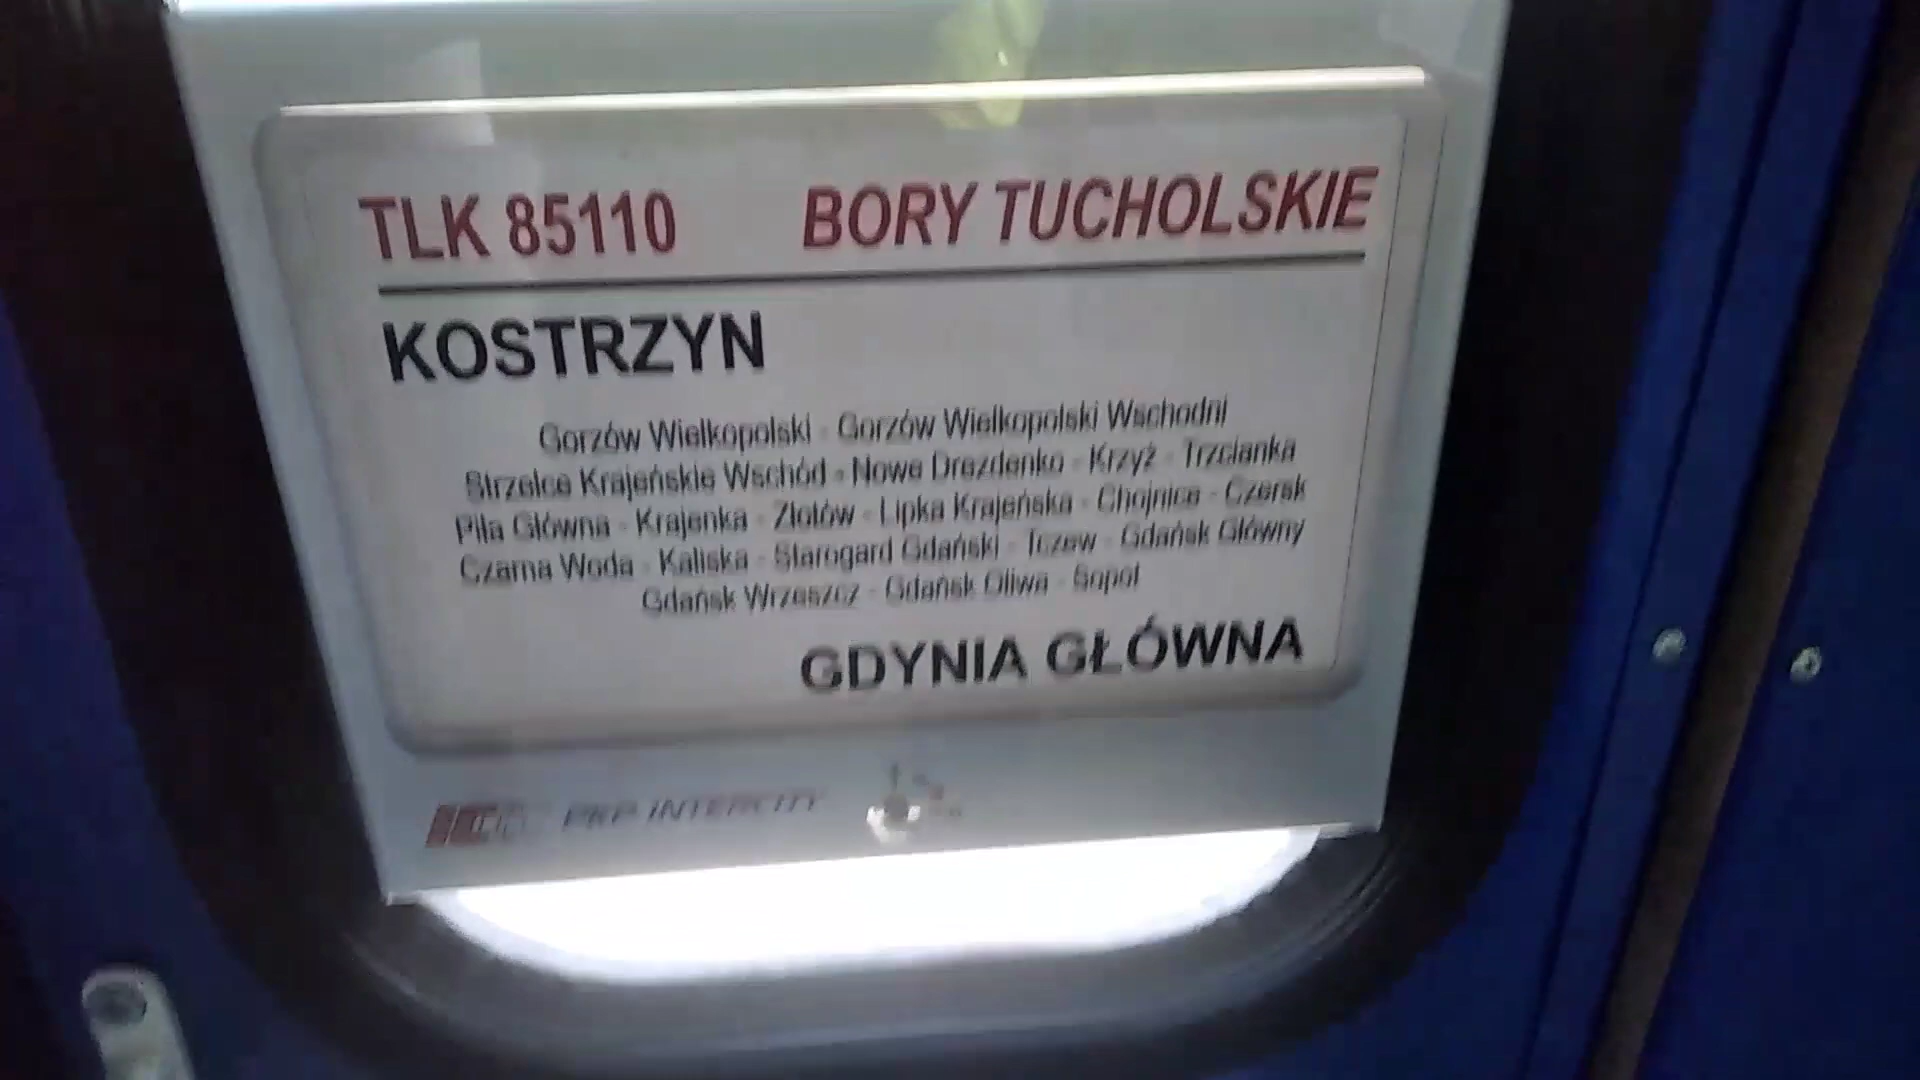 TLK 85110 BORY TUCHOLSKIE
KOSTRZYN
Gorzów Wielkopolski - Gorzów Wielkopolski Wschodni
Strzelce Krajeńskie Wschód - Nowe Drezdenko - Krzyż - Trzcianka
Piła Główna - Krajenka - Złotów - Lipka Krajeńska - Chojnice - Czersk
Czarna Woda - Kaliska - Starogard Gdański - Tczew - Gdańsk Główny
Gdańsk Wrzeszcz - Gdańsk Oliwa - Sopot
GDYNIA GŁÓWNA
IC PKP INTERCITY